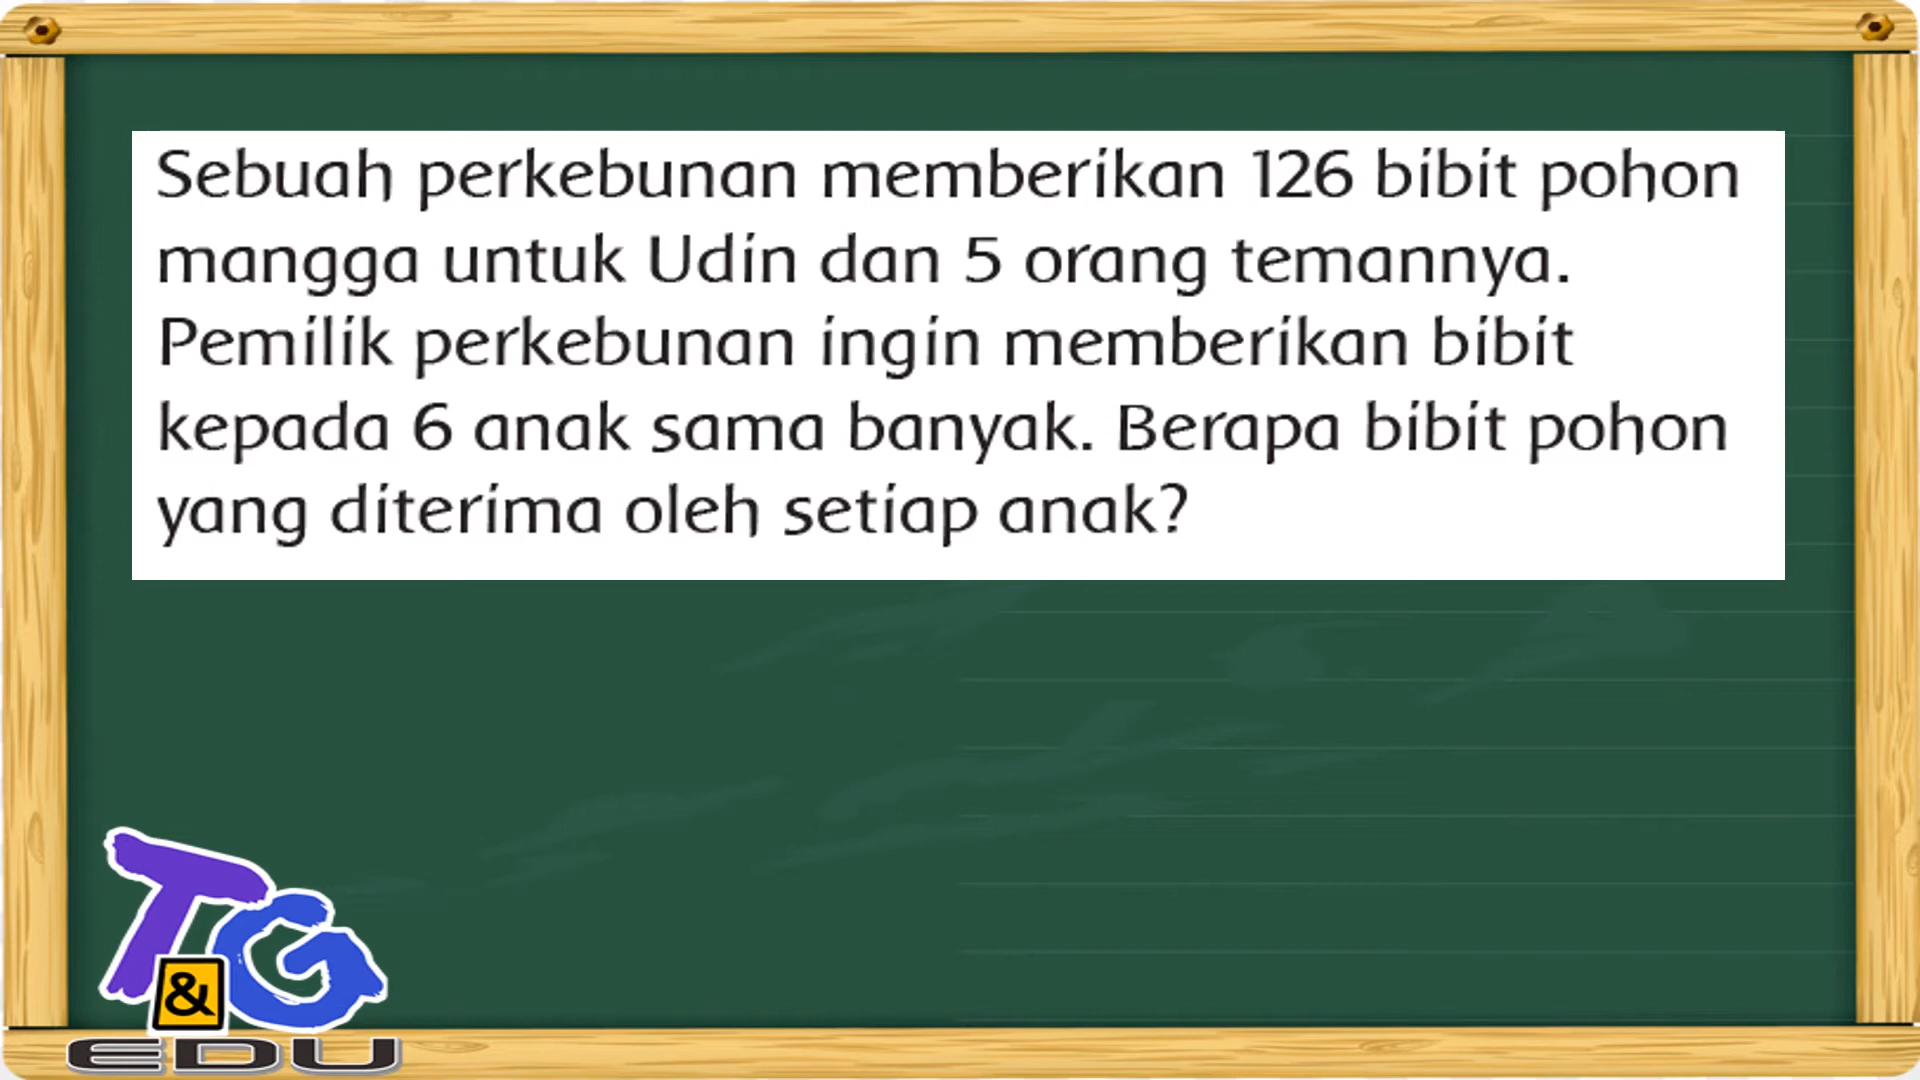 Sebuah perkebunan memberikan 126 bibit pohon
mangga untuk Udin dan 5 orang temannya.
Pemilik perkebunan ingin memberikan bibit
kepada 6 anak sama banyak. Berapa bibit pohon
yang diterima oleh setiap anak?
T&G
EDU